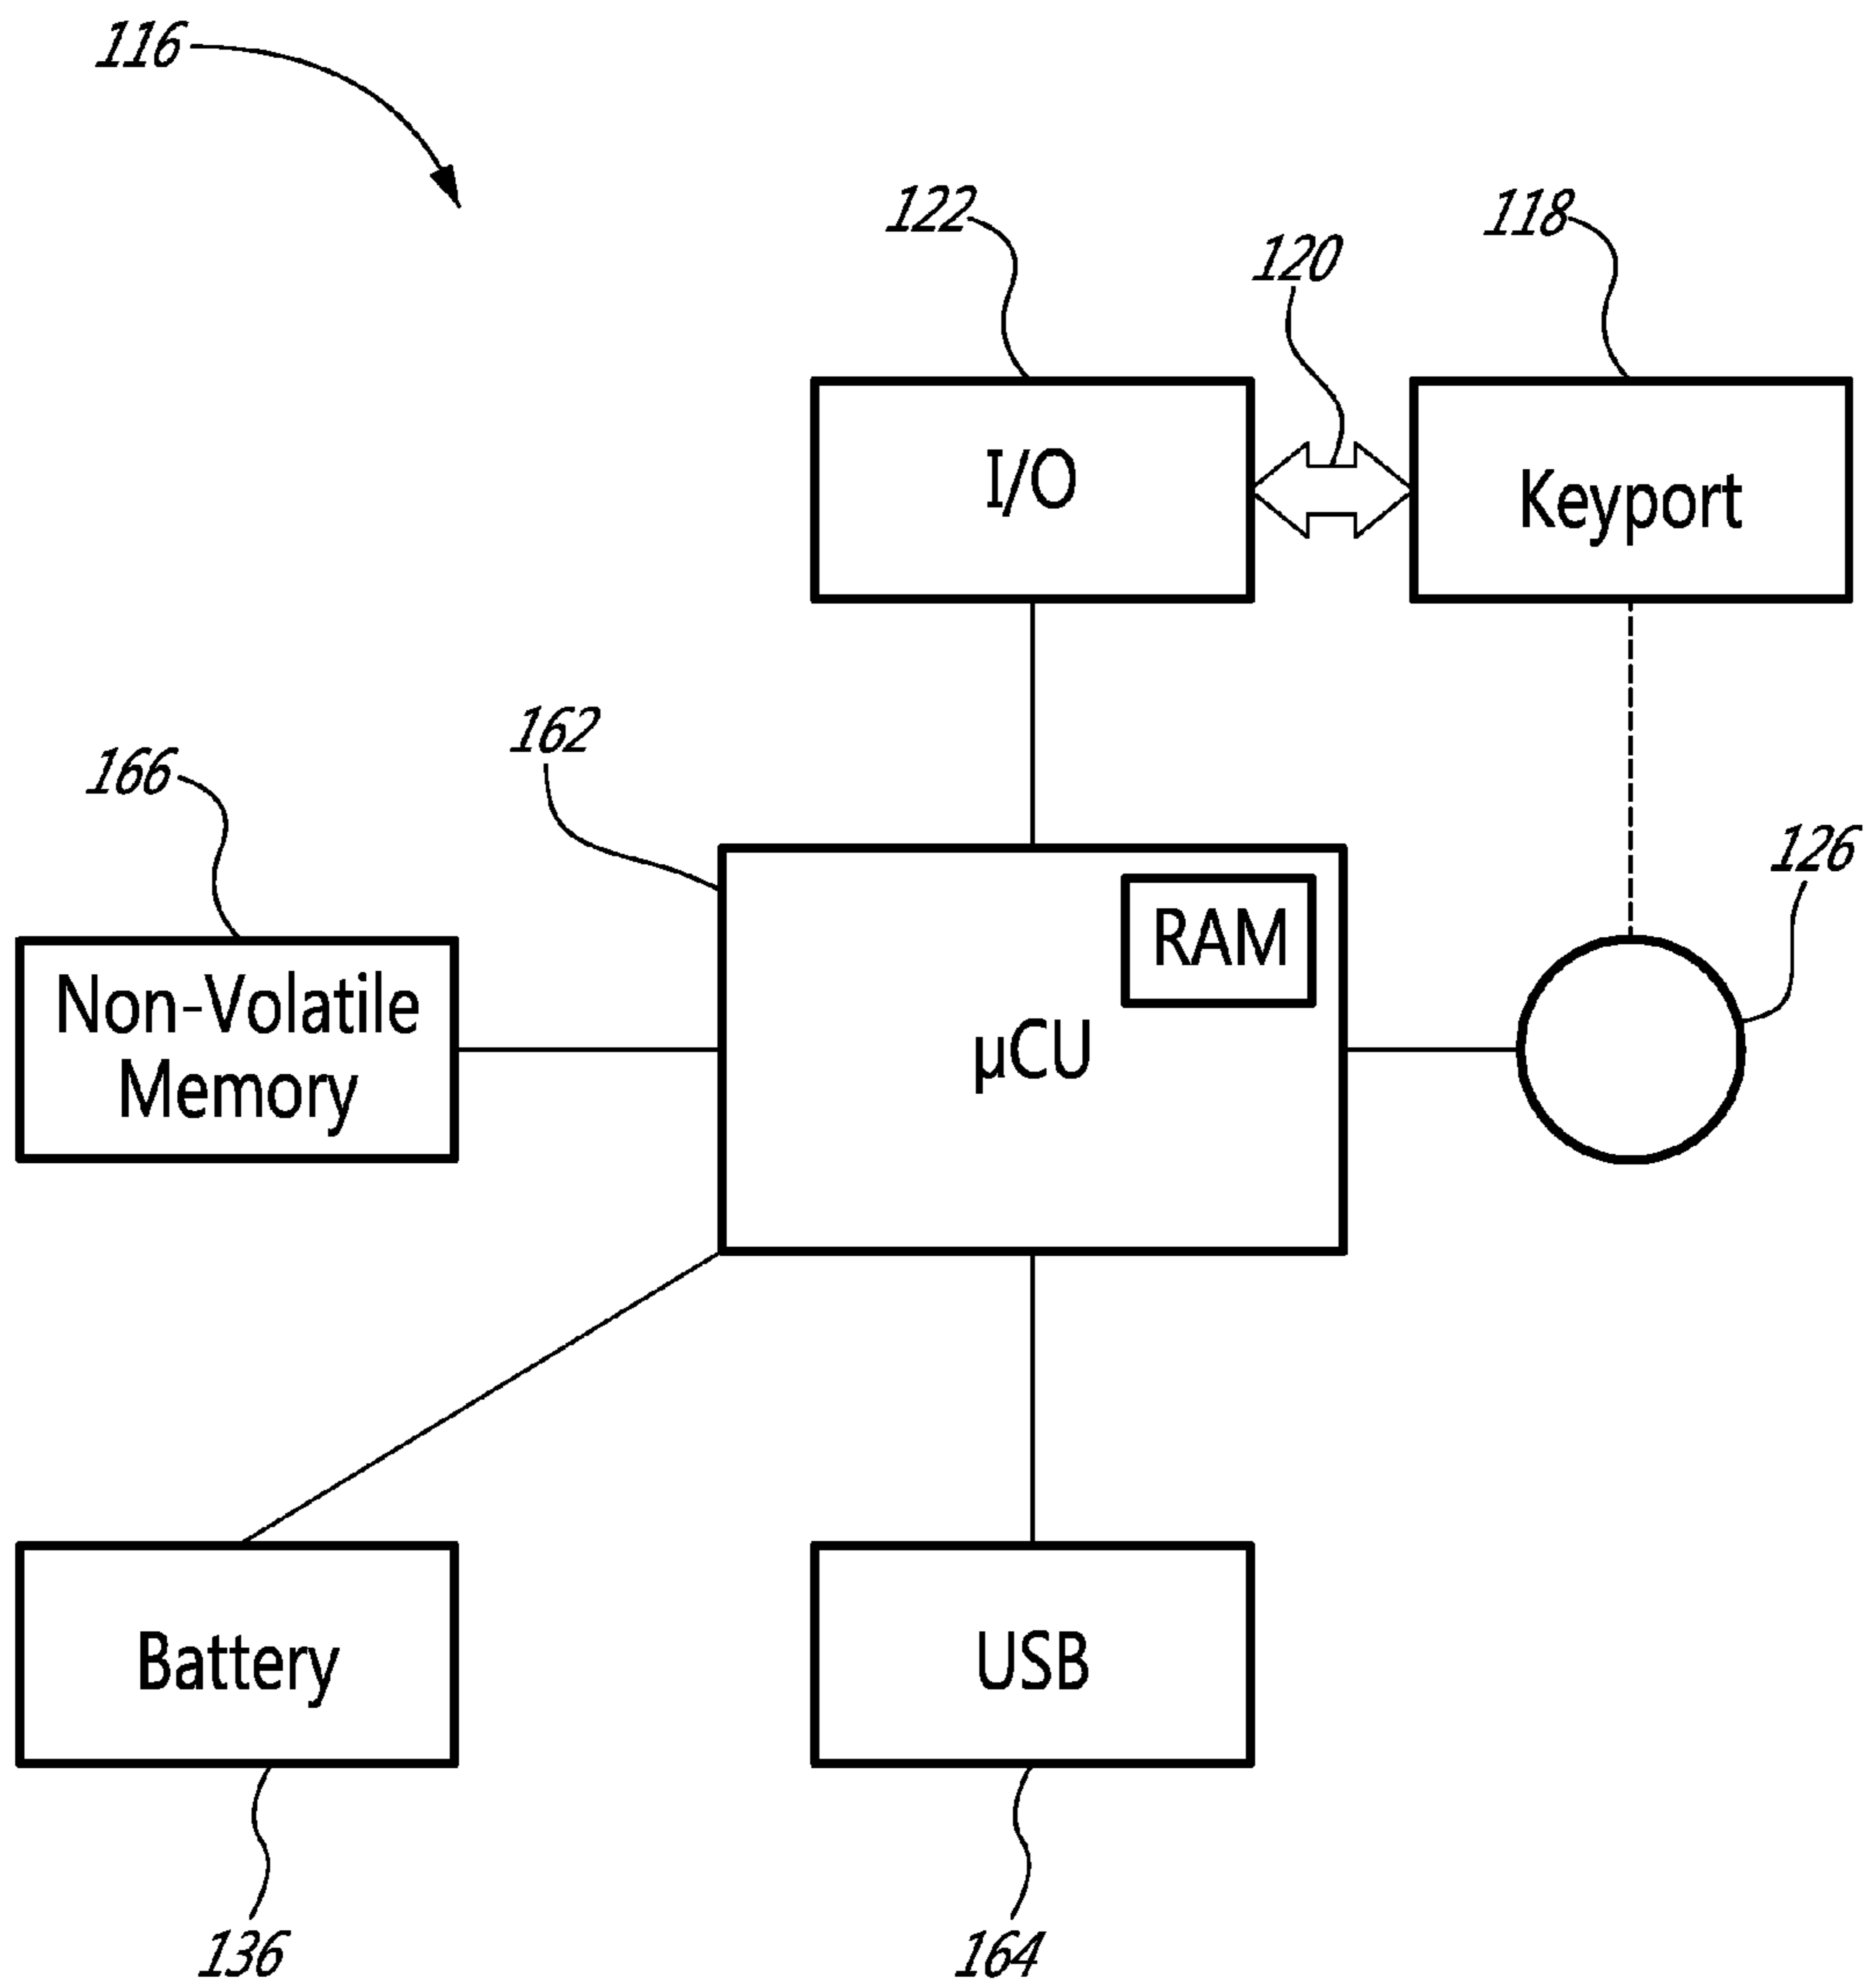 116
122
118
120
I/O
Keyport
162
166
126
RAM
Non-Volatile
Memory
µCU
Battery
USB
136
164